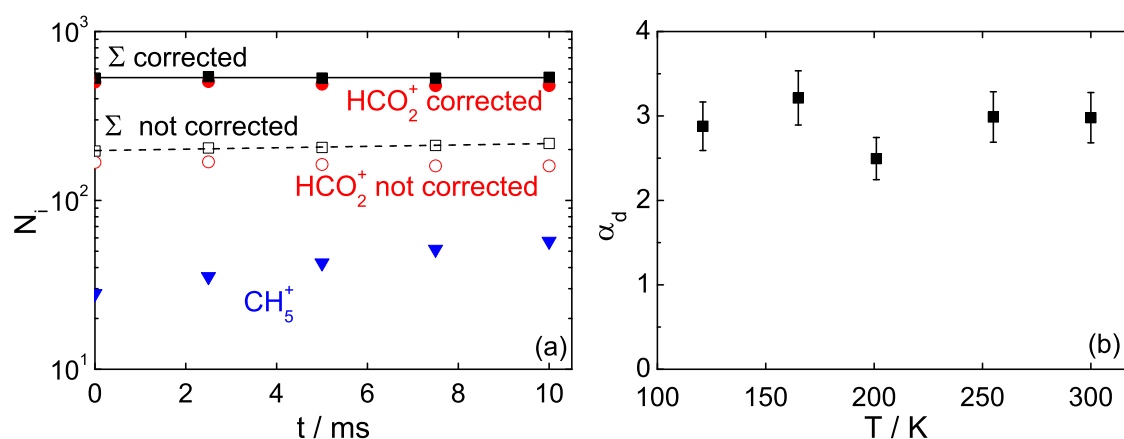 10³
Σ corrected
HCO₂⁺ corrected
Σ not corrected
HCO₂⁺ not corrected
10²
CH₅⁺
10¹
(a)
0 2 4 6 8 10
t / ms
Nᵢ
4
3
2
1
0
(b)
100 150 200 250 300
T / K
α_d